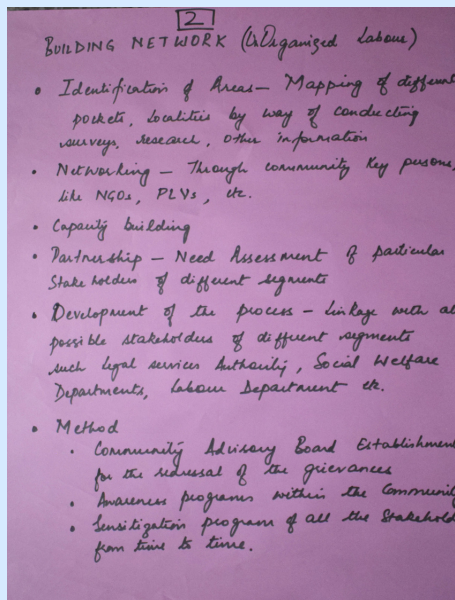 2
BUILDING NETWORK (UnOrganized Labour)
• Identification of Areas – Mapping of differen
pockets, localities by way of conducting
surveys, research, other information
• Networking – Through community key persons,
like NGOs, PLVs, etc.
• Capacity building
• Partnership – Need Assessment of particular
Stake holders of different segments
• Development of the process – Linkage with al
possible stakeholders of different segments
such legal services Authority, Social Welfare
Departments, Labour Department etc.
• Method
• Community Advisory Board Establishmen
for the redressal of the grievances
• Awareness programs within the Community
• Sensitization program of all the Stakehold
from time to time.